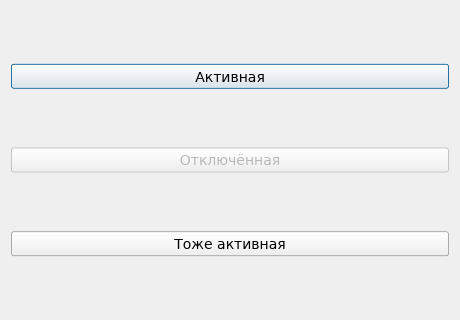 Активная
Отключённая
Тоже активная